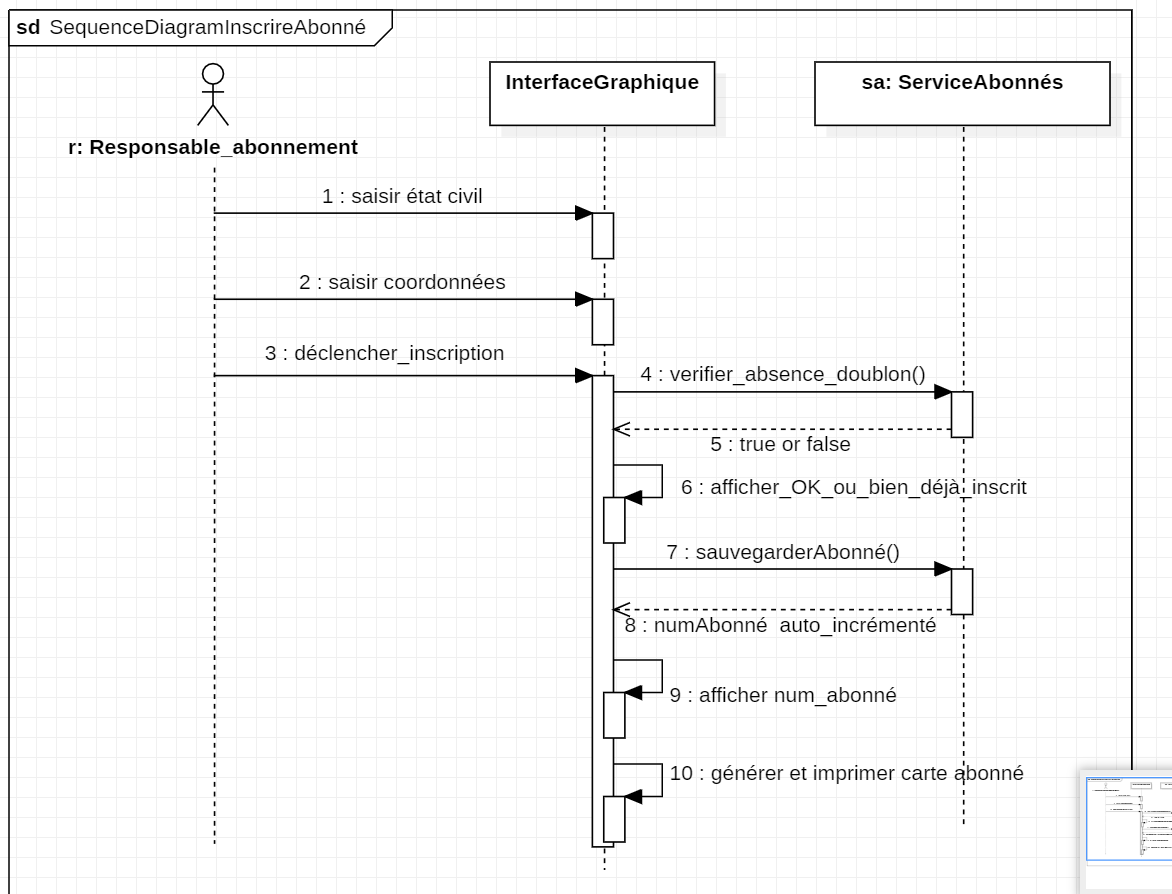 sd SequenceDiagramInscrireAbonné
InterfaceGraphique
sa: ServiceAbonnés
r: Responsable_abonnement
1 : saisir état civil
2 : saisir coordonnées
3 : déclencher_inscription
4 : verifier_absence_doublon()
5 : true or false
6 : afficher_OK_ou_bien_déjà_inscrit
7 : sauvegarderAbonné()
8 : numAbonné auto_incrémenté
9 : afficher num_abonné
10 : générer et imprimer carte abonné